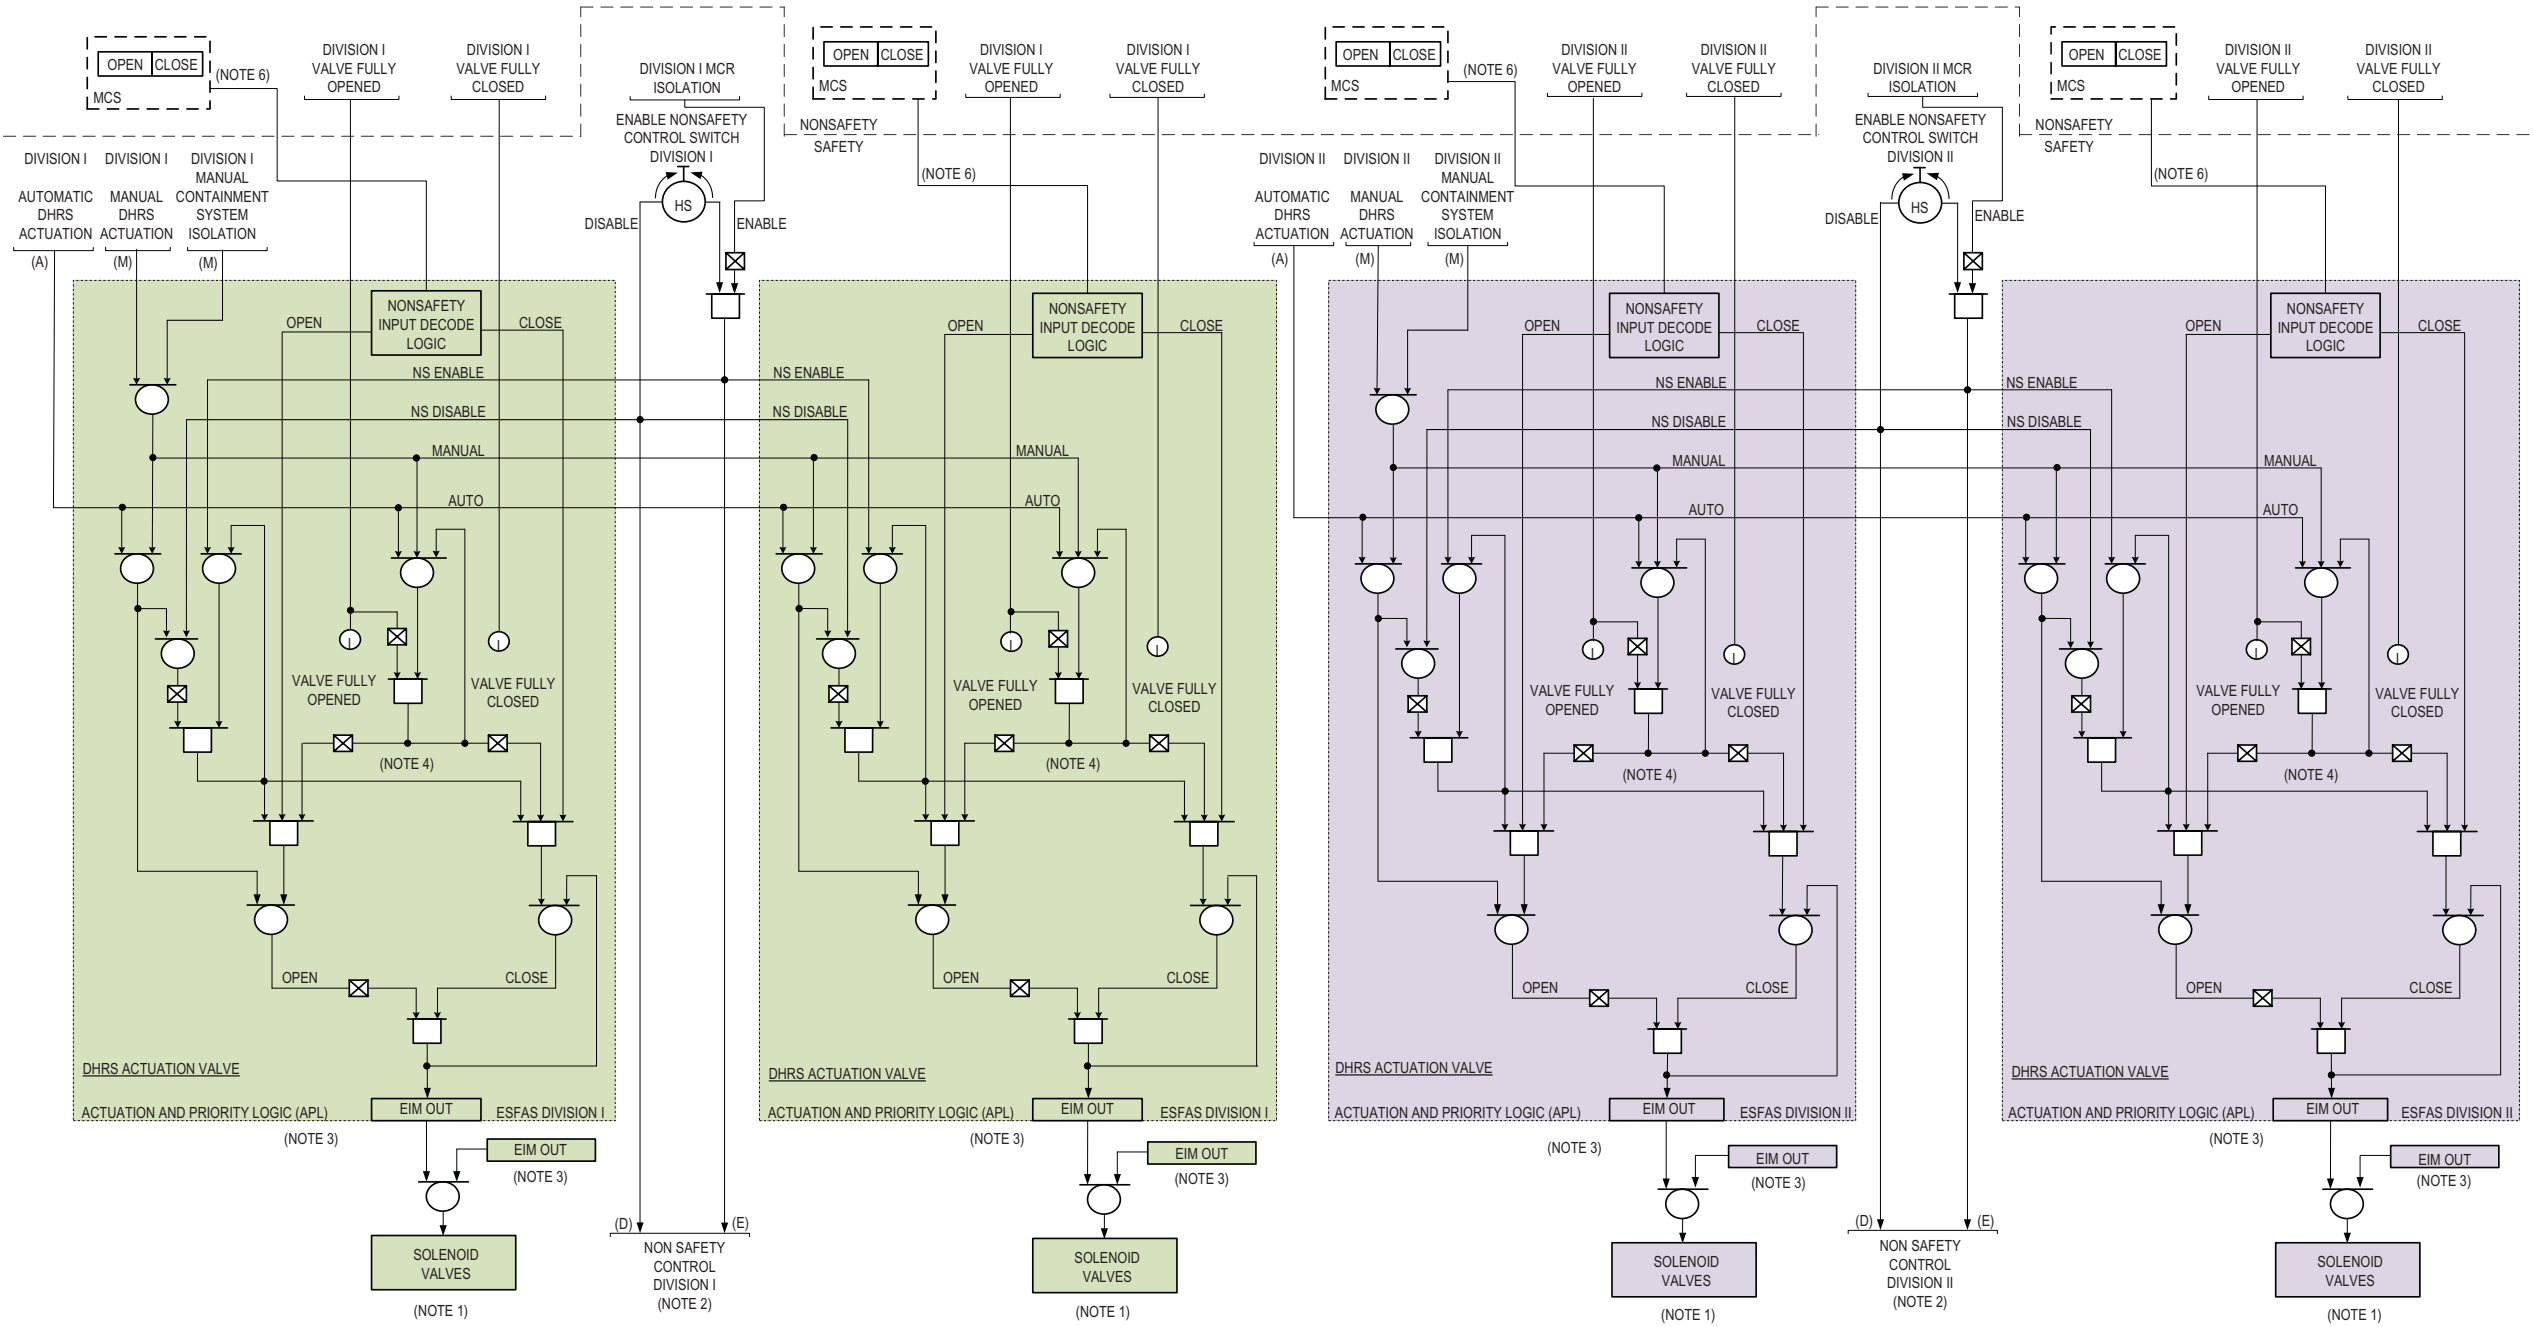 OPEN CLOSE
MCS
(NOTE 6)
DIVISION I
VALVE FULLY
OPENED
DIVISION I
VALVE FULLY
CLOSED
DIVISION I MCR
ISOLATION
ENABLE NONSAFETY
CONTROL SWITCH
DIVISION I
HS
DISABLE
ENABLE
OPEN CLOSE
MCS
NONSAFETY
SAFETY
(NOTE 6)
DIVISION I
VALVE FULLY
OPENED
DIVISION I
VALVE FULLY
CLOSED
OPEN CLOSE
MCS
(NOTE 6)
DIVISION II
VALVE FULLY
OPENED
DIVISION II
VALVE FULLY
CLOSED
DIVISION II MCR
ISOLATION
ENABLE NONSAFETY
CONTROL SWITCH
DIVISION II
HS
DISABLE
ENABLE
OPEN CLOSE
MCS
NONSAFETY
SAFETY
(NOTE 6)
DIVISION II
VALVE FULLY
OPENED
DIVISION II
VALVE FULLY
CLOSED
DIVISION I
AUTOMATIC
DHRS
ACTUATION
(A)
DIVISION I
MANUAL
DHRS
ACTUATION
(M)
DIVISION I
MANUAL
CONTAINMENT
SYSTEM
ISOLATION
(M)
DIVISION II
AUTOMATIC
DHRS
ACTUATION
(A)
DIVISION II
MANUAL
DHRS
ACTUATION
(M)
DIVISION II
MANUAL
CONTAINMENT
SYSTEM
ISOLATION
(M)
OPEN
NONSAFETY
INPUT DECODE
LOGIC
CLOSE
NS ENABLE
NS DISABLE
MANUAL
AUTO
VALVE FULLY
OPENED
VALVE FULLY
CLOSED
(NOTE 4)
OPEN
CLOSE
DHRS ACTUATION VALVE
ACTUATION AND PRIORITY LOGIC (APL)
EIM OUT
ESFAS DIVISION I
(NOTE 3)
EIM OUT
(NOTE 3)
SOLENOID
VALVES
(NOTE 1)
(D)
(E)
NON SAFETY
CONTROL
DIVISION I
(NOTE 2)
OPEN
NONSAFETY
INPUT DECODE
LOGIC
CLOSE
NS ENABLE
NS DISABLE
MANUAL
AUTO
VALVE FULLY
OPENED
VALVE FULLY
CLOSED
(NOTE 4)
OPEN
CLOSE
DHRS ACTUATION VALVE
ACTUATION AND PRIORITY LOGIC (APL)
EIM OUT
ESFAS DIVISION I
(NOTE 3)
EIM OUT
(NOTE 3)
SOLENOID
VALVES
(NOTE 1)
OPEN
NONSAFETY
INPUT DECODE
LOGIC
CLOSE
NS ENABLE
NS DISABLE
MANUAL
AUTO
VALVE FULLY
OPENED
VALVE FULLY
CLOSED
(NOTE 4)
OPEN
CLOSE
DHRS ACTUATION VALVE
ACTUATION AND PRIORITY LOGIC (APL)
EIM OUT
ESFAS DIVISION II
(NOTE 3)
EIM OUT
(NOTE 3)
SOLENOID
VALVES
(NOTE 1)
(D)
(E)
NON SAFETY
CONTROL
DIVISION II
(NOTE 2)
OPEN
NONSAFETY
INPUT DECODE
LOGIC
CLOSE
NS ENABLE
NS DISABLE
MANUAL
AUTO
VALVE FULLY
OPENED
VALVE FULLY
CLOSED
(NOTE 4)
OPEN
CLOSE
DHRS ACTUATION VALVE
ACTUATION AND PRIORITY LOGIC (APL)
EIM OUT
ESFAS DIVISION II
(NOTE 3)
EIM OUT
(NOTE 3)
SOLENOID
VALVES
(NOTE 1)